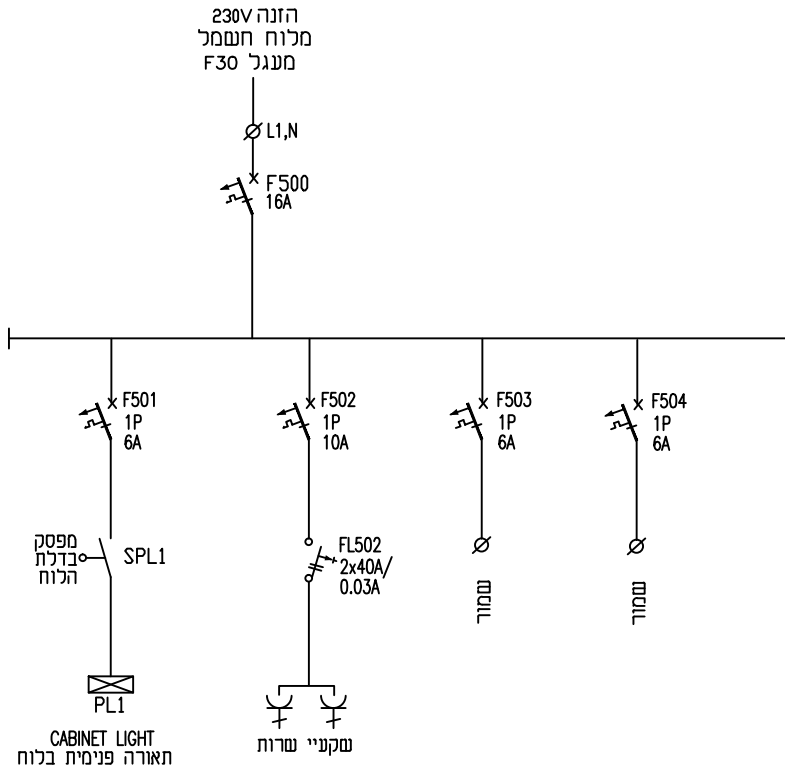 הזנה 230V
מלוח חשמל
מעגל F30
L1,N
F500
16A
F501
1P
6A
F502
1P
10A
F503
1P
6A
F504
1P
6A
מפסק
בדלת
הלוח
SPL1
FL502
2x40A/
0.03A
שמור
שמור
PL1
CABINET LIGHT
תאורה פנימית בלוח
שקעיי שרות